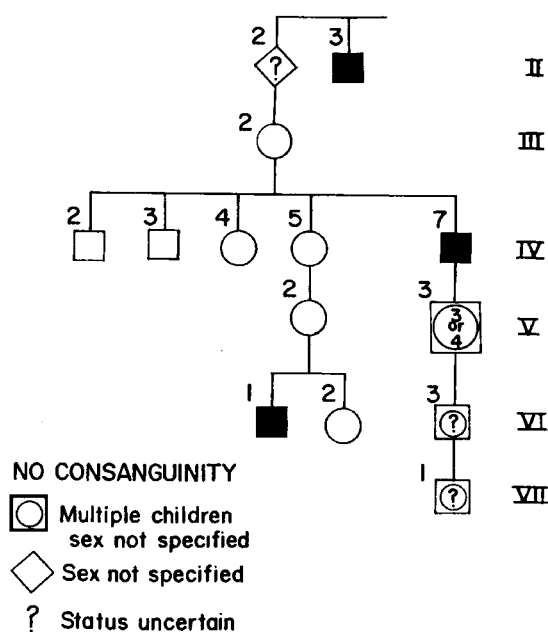 2 3
? II
2
III
2 3 4 5 7
IV
2 3
3 or 4 V
1 2 3
? VI
1
? VII
NO CONSANGUINITY
Multiple children
sex not specified
Sex not specified
? Status uncertain